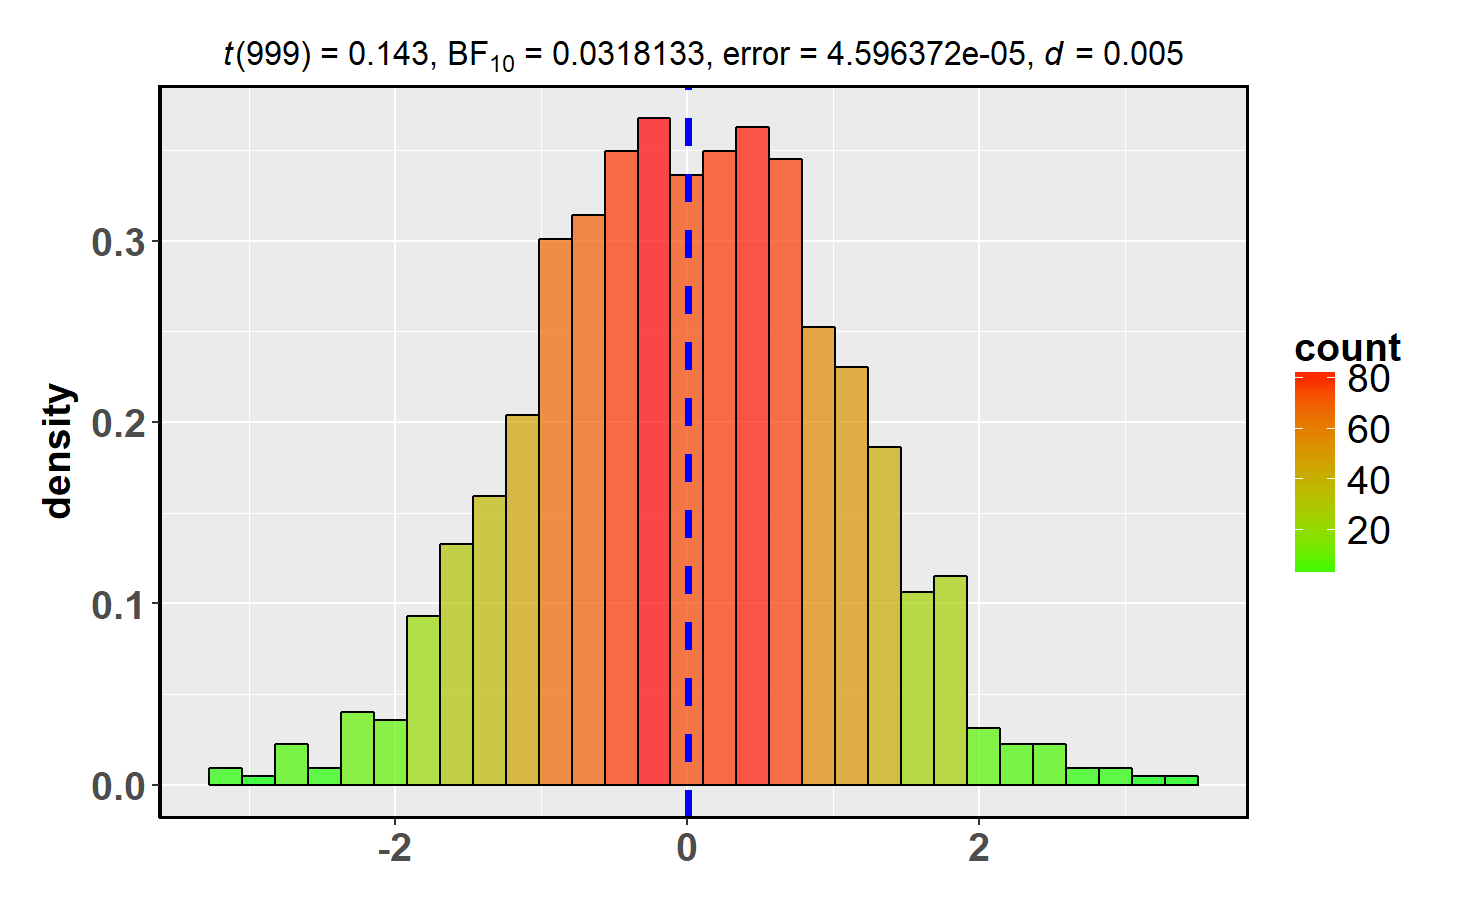 t(999) = 0.143, BF₁₀ = 0.0318133, error = 4.596372e-05, d = 0.005
density
0.3
0.2
0.1
0.0
-2 0 2
count
80
60
40
20